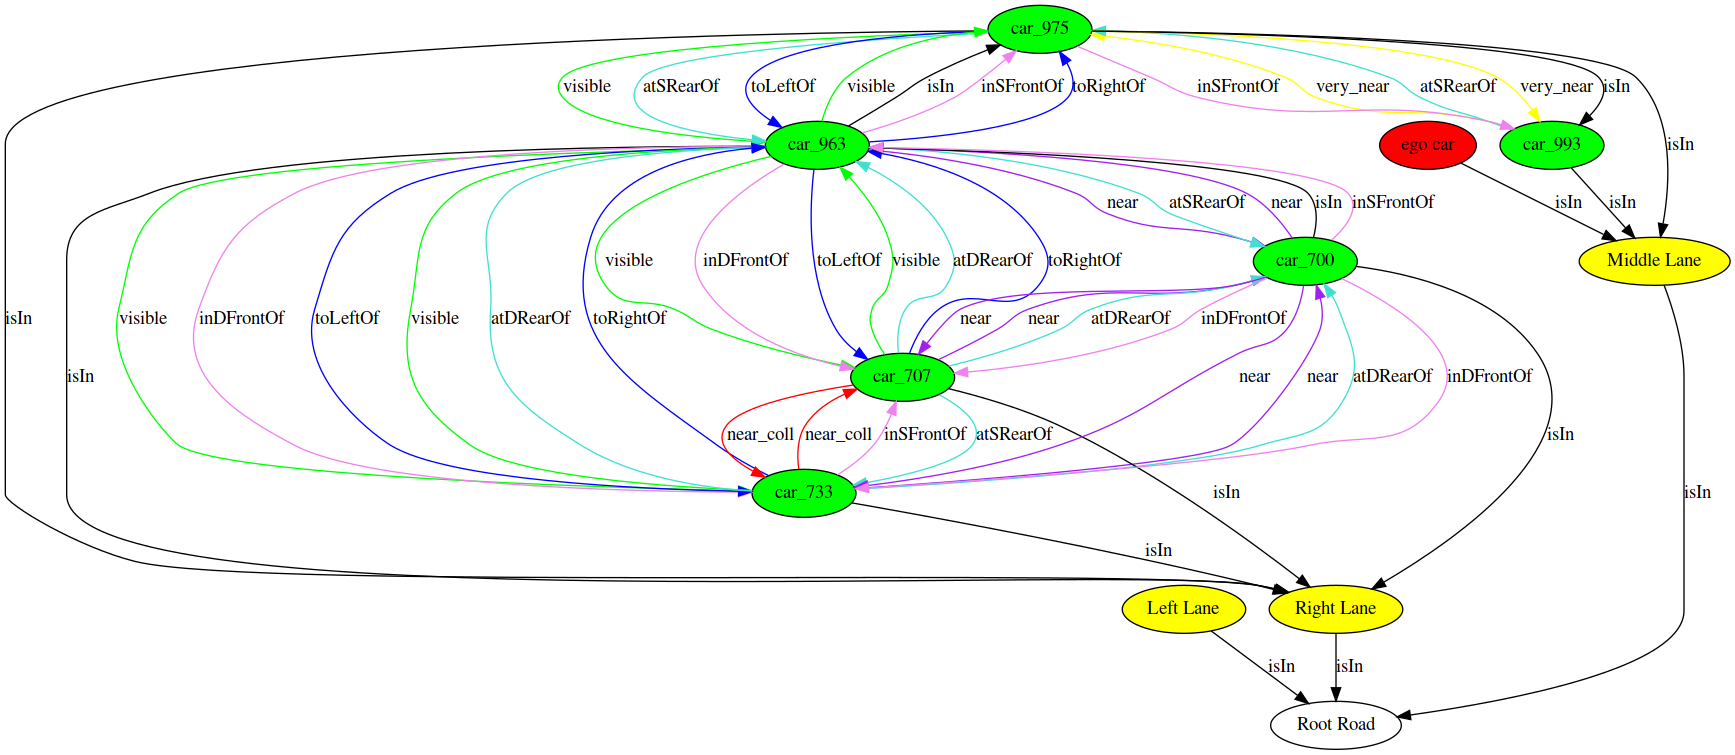 car_975
visible
atSRearOf
toLeftOf
visible
isIn
inSFrontOf
toRightOf
inSFrontOf
very_near
atSRearOf
very_near
isIn
car_963
ego car
car_993
isIn
near
atSRearOf
near
isIn
inSFrontOf
isIn
isIn
visible
inDFrontOf
toLeftOf
visible
atDRearOf
toRightOf
car_700
Middle Lane
isIn
visible
inDFrontOf
toLeftOf
visible
atDRearOf
toRightOf
near
near
atDRearOf
inDFrontOf
isIn
car_707
near
near
atDRearOf
inDFrontOf
near_coll
near_coll
inSFrontOf
atSRearOf
isIn
car_733
isIn
isIn
isIn
Left Lane
Right Lane
isIn
isIn
Root Road